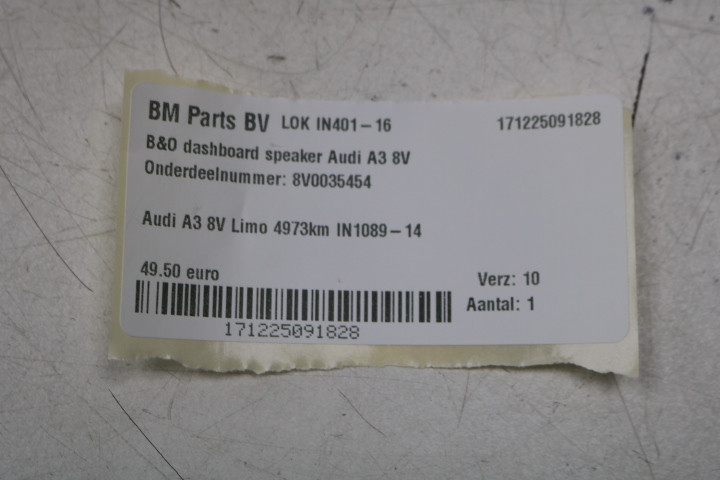 BM Parts BV LOK IN401-16 171225091828
B&O dashboard speaker Audi A3 8V
Onderdeelnummer: 8V0035454
Audi A3 8V Limo 4973km IN1089-14
49.50 euro Verz: 10
Aantal: 1
171225091828